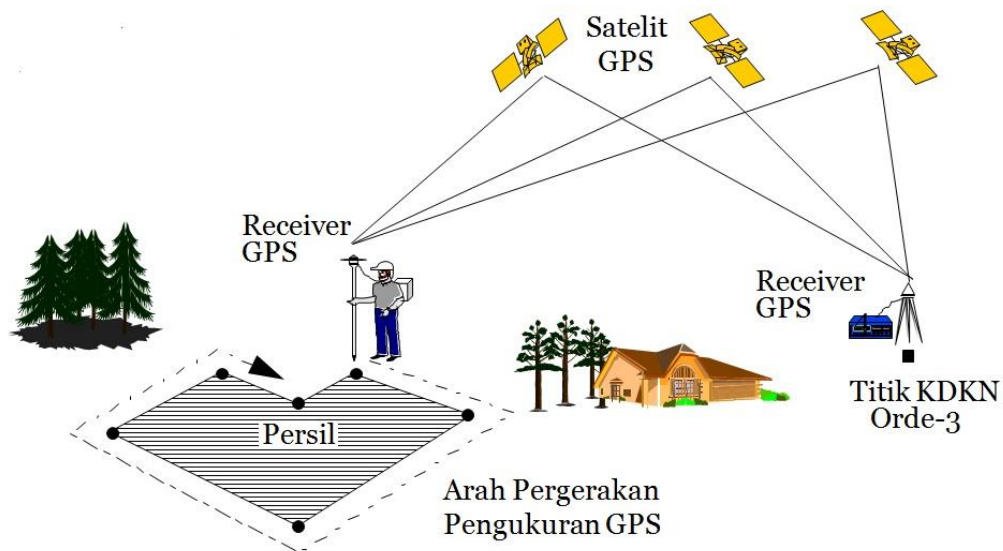 Satelit
GPS
Receiver
GPS
Receiver
GPS
Titik KDKN
Orde-3
Persil
Arah Pergerakan
Pengukuran GPS